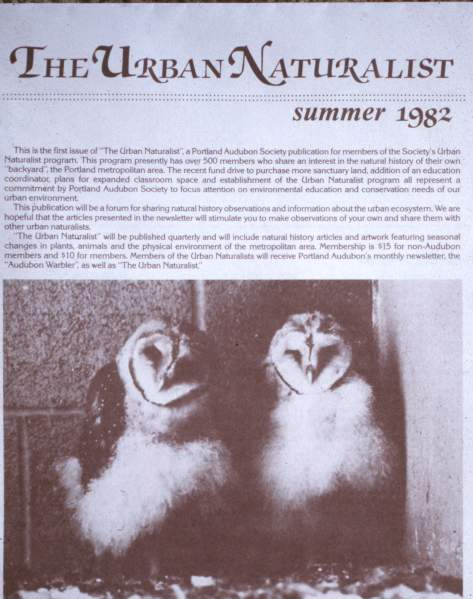 THE URBAN NATURALIST
summer 1982
This is the first issue of "The Urban Naturalist", a Portland Audubon Society publication for members of the Society's Urban
Naturalist program. This program presently has over 500 members who share an interest in the natural history of their own
"backyard", the Portland metropolitan area. The recent fund drive to purchase more sanctuary land, addition of an education
coordinator, plans for expanded classroom space and establishment of the Urban Naturalist program all represent a
commitment by Portland Audubon Society to focus attention on environmental education and conservation needs of our
urban environment.
This publication will be a forum for sharing natural history observations and information about the urban ecosystem. We are
hopeful that the articles presented in the newsletter will stimulate you to make observations of your own and share them with
other urban naturalists.
"The Urban Naturalist" will be published quarterly and will include natural history articles and artwork featuring seasonal
changes in plants, animals and the physical environment of the metropolitan area. Membership is $15 for non-Audubon
members and $10 for members. Members of the Urban Naturalists will receive Portland Audubon's monthly newsletter, the
"Audubon Warbler", as well as "The Urban Naturalist."